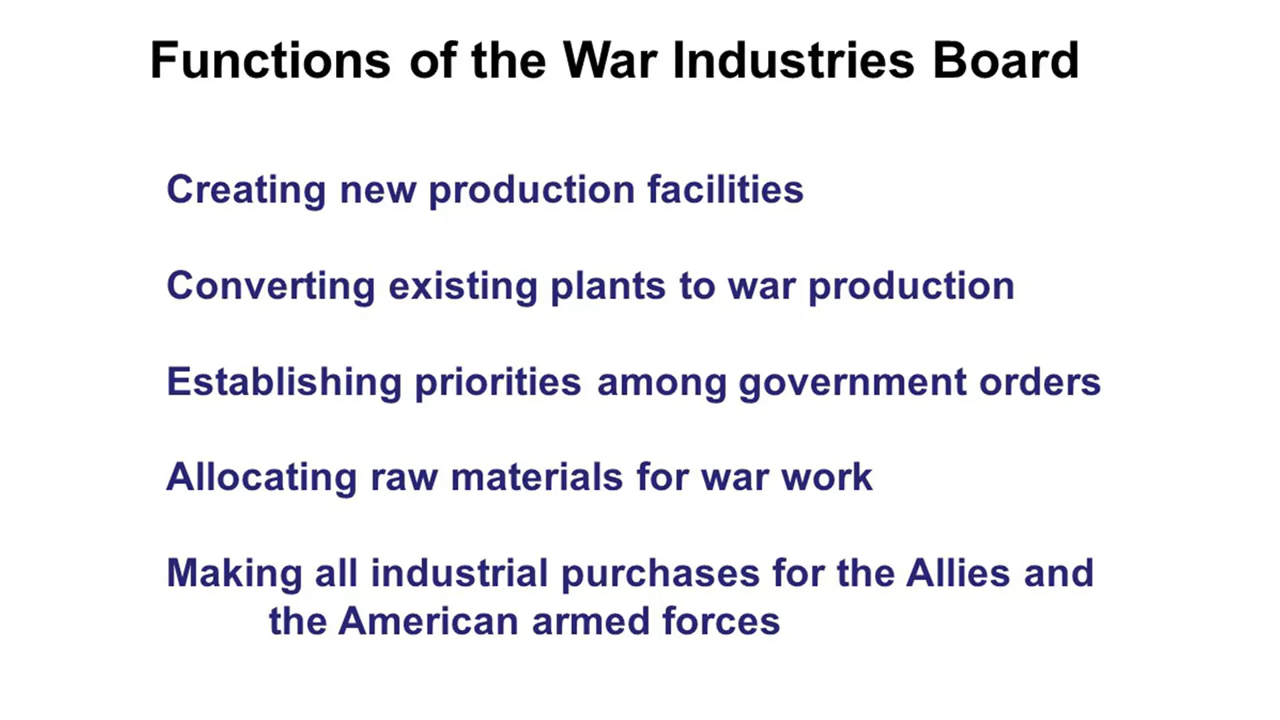 Functions of the War Industries Board
Creating new production facilities
Converting existing plants to war production
Establishing priorities among government orders
Allocating raw materials for war work
Making all industrial purchases for the Allies and
the American armed forces